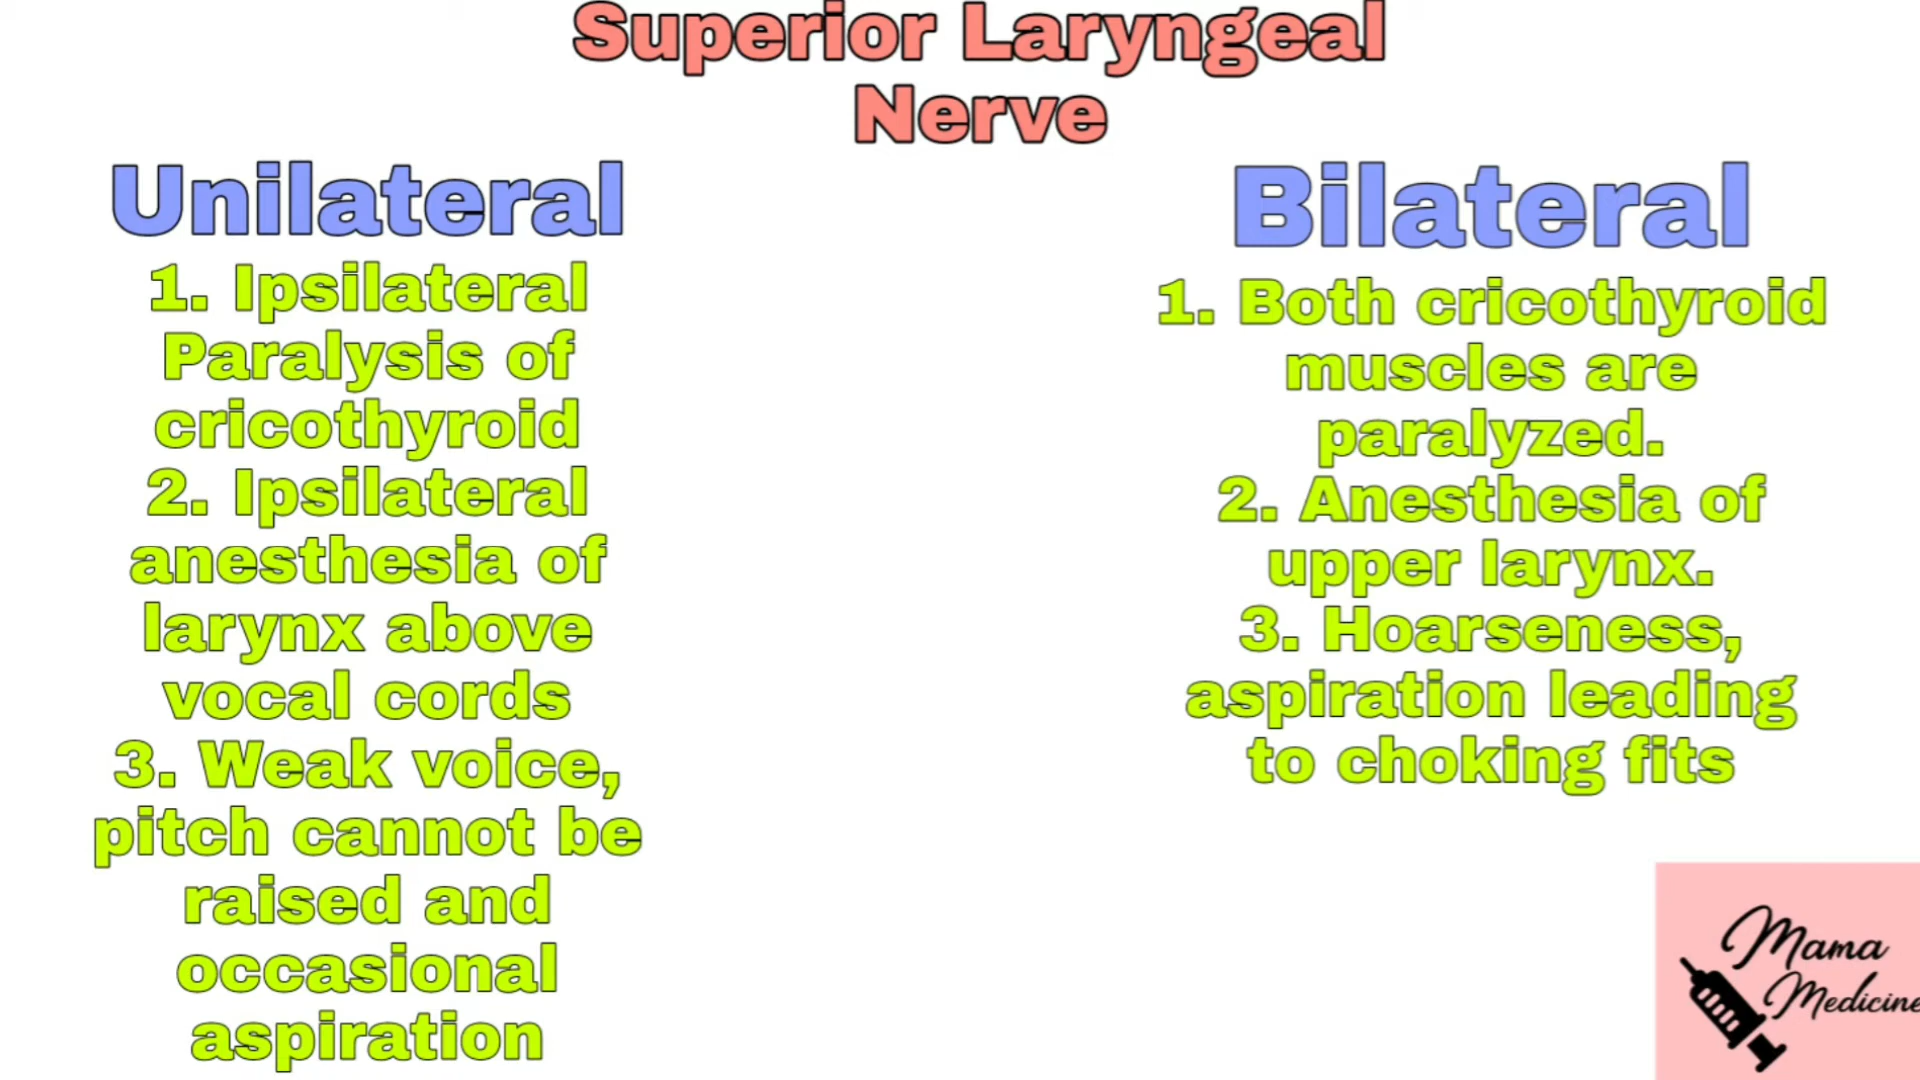 Superior Laryngeal
Nerve
Unilateral
1. Ipsilateral
Paralysis of
cricothyroid
2. Ipsilateral
anesthesia of
larynx above
vocal cords
3. Weak voice,
pitch cannot be
raised and
occasional
aspiration
Bilateral
1. Both cricothyroid
muscles are
paralyzed.
2. Anesthesia of
upper larynx.
3. Hoarseness,
aspiration leading
to choking fits
Mama
Medicine